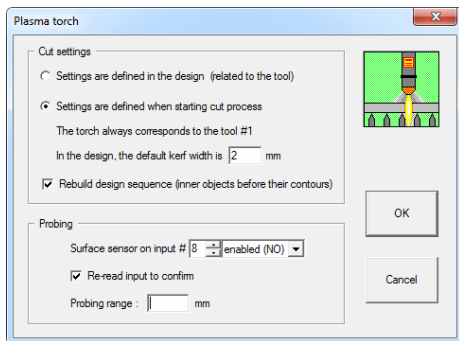 Plasma torch
Cut settings
Settings are defined in the design (related to the tool)
Settings are defined when starting cut process
The torch always corresponds to the tool #1
In the design, the default kerf width is 2 mm
Rebuild design sequence (inner objects before their contours)
Probing
Surface sensor on input # 8 enabled (NO)
Re-read input to confirm
Probing range : mm
OK
Cancel